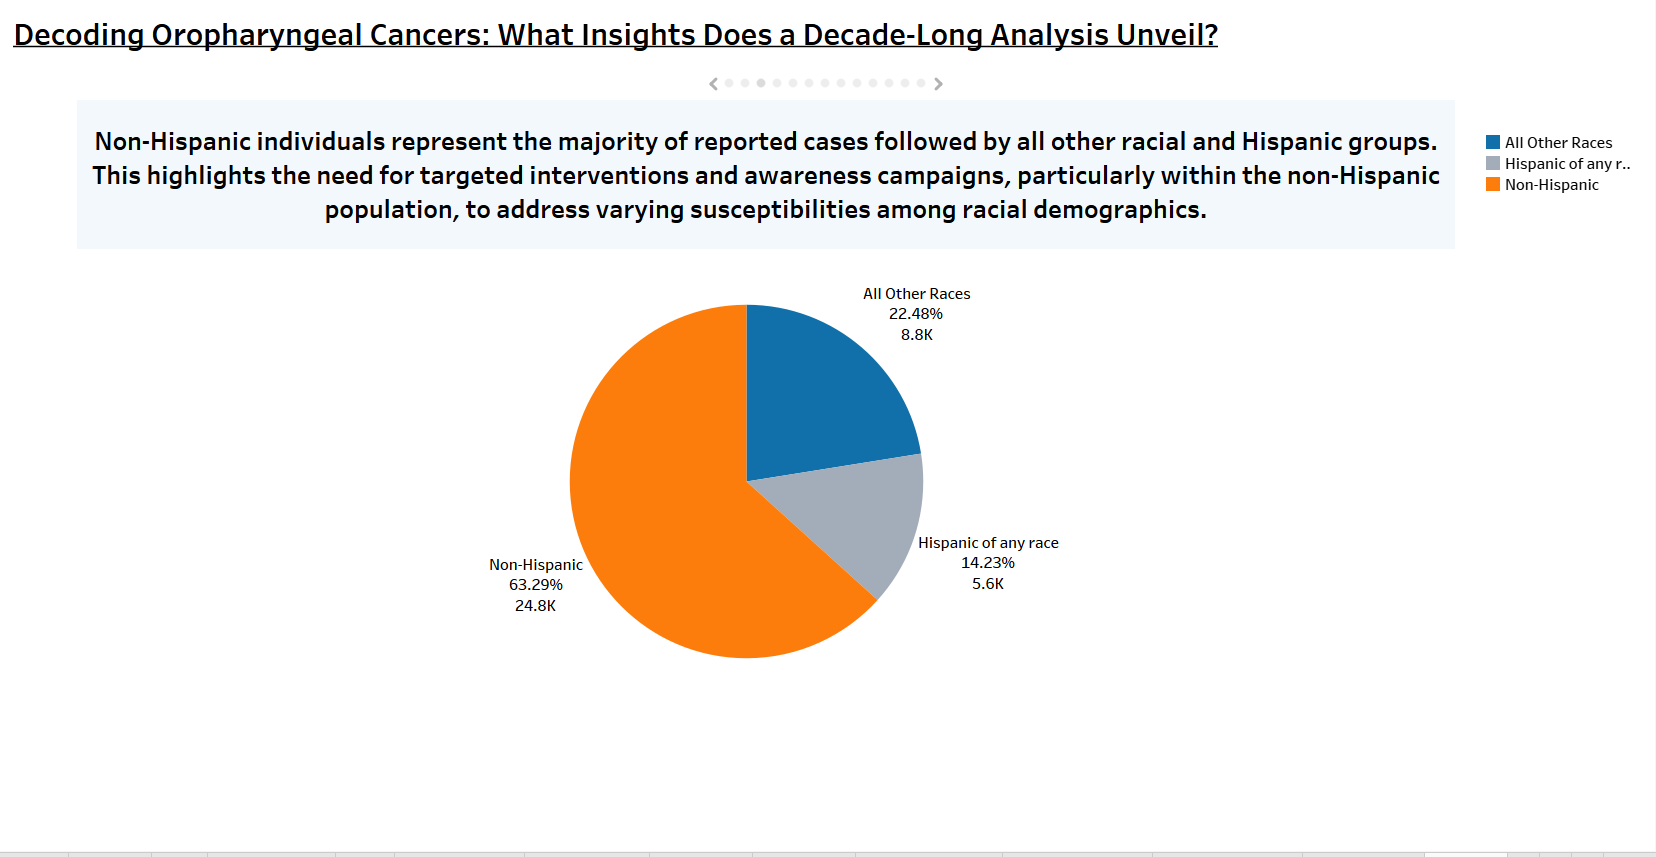 Decoding Oropharyngeal Cancers: What Insights Does a Decade-Long Analysis Unveil?
Non-Hispanic individuals represent the majority of reported cases followed by all other racial and Hispanic groups.
This highlights the need for targeted interventions and awareness campaigns, particularly within the non-Hispanic
population, to address varying susceptibilities among racial demographics.
All Other Races
Hispanic of any r..
Non-Hispanic
All Other Races
22.48%
8.8K
Hispanic of any race
14.23%
5.6K
Non-Hispanic
63.29%
24.8K